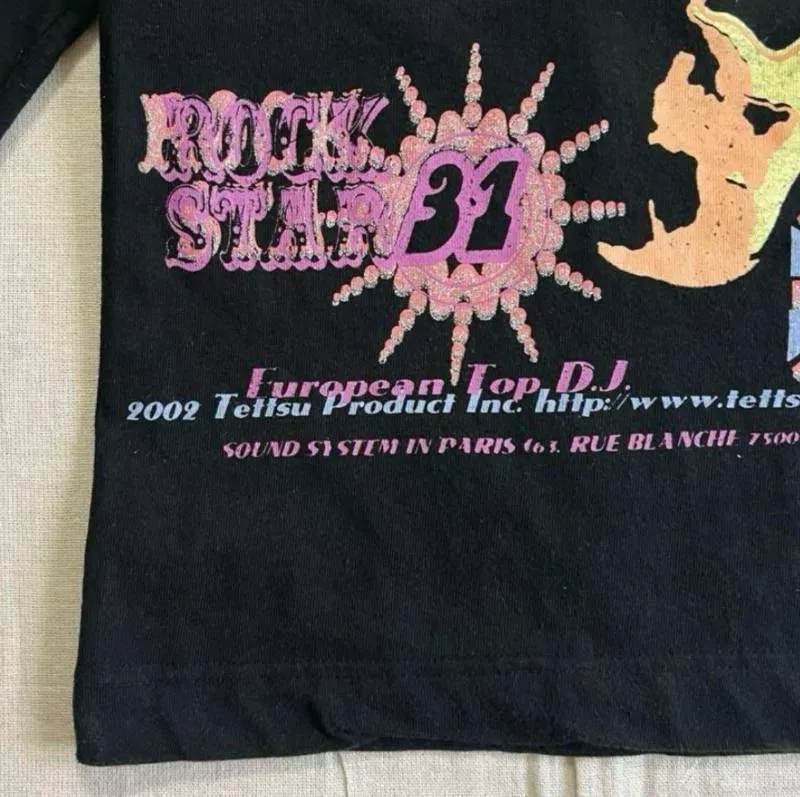 ROCK
STAR 31
European Top D.J.
2002 Tettsu Product Inc. http://www.tetts
SOUND SYSTEM IN PARIS 163, RUE BLANCHE 7500